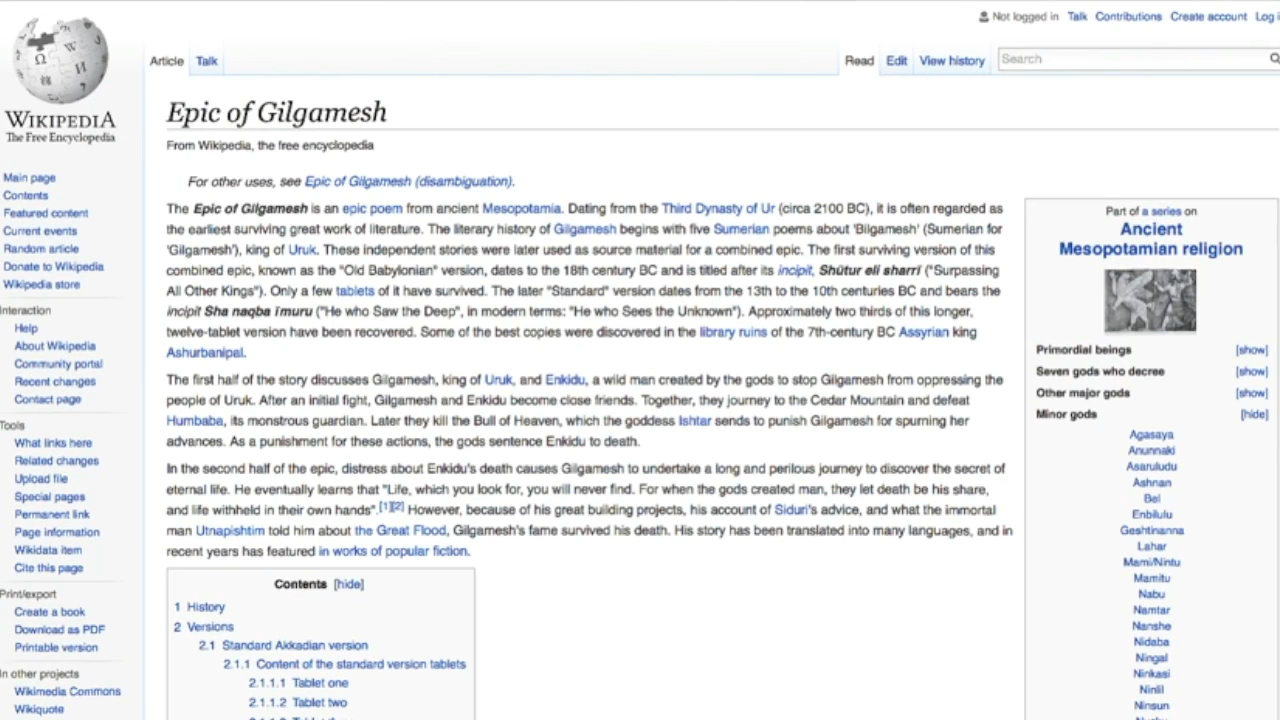 Not logged in Talk Contributions Create account Log i
Article Talk
Read Edit View history Search
WIKIPEDIA
The Free Encyclopedia
Main page
Contents
Featured content
Current events
Random article
Donate to Wikipedia
Wikipedia store
Interaction
Help
About Wikipedia
Community portal
Recent changes
Contact page
Tools
What links here
Related changes
Upload file
Special pages
Permanent link
Page information
Wikidata item
Cite this page
Print/export
Create a book
Download as PDF
Printable version
In other projects
Wikimedia Commons
Wikiquote
Epic of Gilgamesh
From Wikipedia, the free encyclopedia
For other uses, see Epic of Gilgamesh (disambiguation).
The Epic of Gilgamesh is an epic poem from ancient Mesopotamia. Dating from the Third Dynasty of Ur (circa 2100 BC), it is often regarded as
the earliest surviving great work of literature. The literary history of Gilgamesh begins with five Sumerian poems about 'Bilgamesh' (Sumerian for
'Gilgamesh'), king of Uruk. These independent stories were later used as source material for a combined epic. The first surviving version of this
combined epic, known as the "Old Babylonian" version, dates to the 18th century BC and is titled after its incipit, Shūtur eli sharrī ("Surpassing
All Other Kings"). Only a few tablets of it have survived. The later "Standard" version dates from the 13th to the 10th centuries BC and bears the
incipit Sha naqba īmuru ("He who Saw the Deep", in modern terms: "He who Sees the Unknown"). Approximately two thirds of this longer,
twelve-tablet version have been recovered. Some of the best copies were discovered in the library ruins of the 7th-century BC Assyrian king
Ashurbanipal.
The first half of the story discusses Gilgamesh, king of Uruk, and Enkidu, a wild man created by the gods to stop Gilgamesh from oppressing the
people of Uruk. After an initial fight, Gilgamesh and Enkidu become close friends. Together, they journey to the Cedar Mountain and defeat
Humbaba, its monstrous guardian. Later they kill the Bull of Heaven, which the goddess Ishtar sends to punish Gilgamesh for spurning her
advances. As a punishment for these actions, the gods sentence Enkidu to death.
In the second half of the epic, distress about Enkidu's death causes Gilgamesh to undertake a long and perilous journey to discover the secret of
eternal life. He eventually learns that "Life, which you look for, you will never find. For when the gods created man, they let death be his share,
and life withheld in their own hands".[1][2] However, because of his great building projects, his account of Siduri's advice, and what the immortal
man Utnapishtim told him about the Great Flood, Gilgamesh's fame survived his death. His story has been translated into many languages, and in
recent years has featured in works of popular fiction.
Contents [hide]
1 History
2 Versions
2.1 Standard Akkadian version
2.1.1 Content of the standard version tablets
2.1.1.1 Tablet one
2.1.1.2 Tablet two
Part of a series on
Ancient
Mesopotamian religion
Primordial beings [show]
Seven gods who decree [show]
Other major gods [show]
Minor gods [hide]
Agasaya
Anunnaki
Asaruludu
Ashnan
Bel
Enbilulu
Geshtinanna
Lahar
Mami/Nintu
Mamitu
Nabu
Namtar
Nanshe
Nidaba
Ningal
Ninkasi
Ninlil
Ninsun